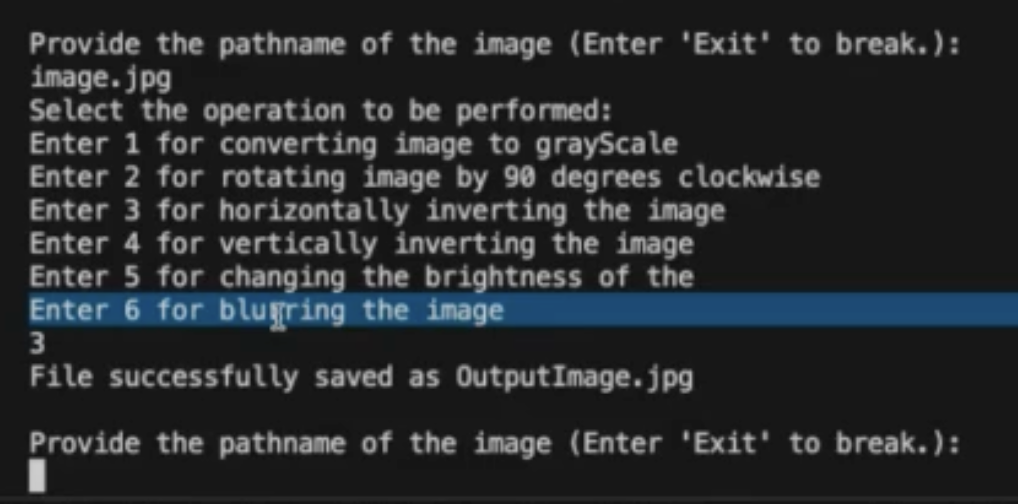 Provide the pathname of the image (Enter 'Exit' to break.):
image.jpg
Select the operation to be performed:
Enter 1 for converting image to grayScale
Enter 2 for rotating image by 90 degrees clockwise
Enter 3 for horizontally inverting the image
Enter 4 for vertically inverting the image
Enter 5 for changing the brightness of the
Enter 6 for blurring the image
3
File successfully saved as OutputImage.jpg
Provide the pathname of the image (Enter 'Exit' to break.):